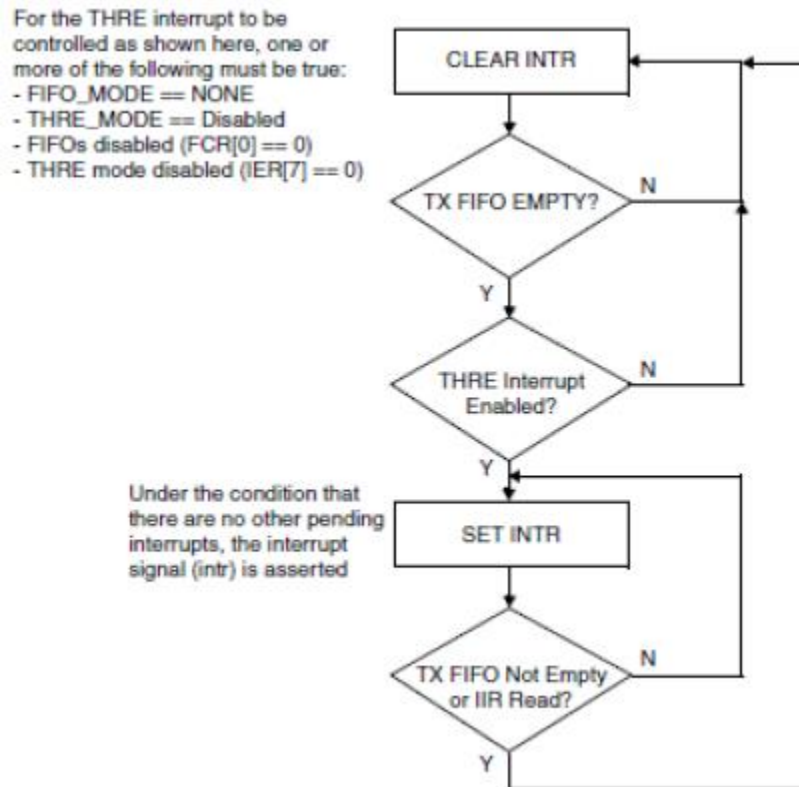 For the THRE interrupt to be
controlled as shown here, one or
more of the following must be true:
- FIFO_MODE == NONE
- THRE_MODE == Disabled
- FIFOs disabled (FCR[0] == 0)
- THRE mode disabled (IER[7] == 0)
CLEAR INTR
TX FIFO EMPTY?
N
Y
THRE Interrupt
Enabled?
N
Y
Under the condition that
there are no other pending
interrupts, the interrupt
signal (intr) is asserted
SET INTR
TX FIFO Not Empty
or IIR Read?
N
Y